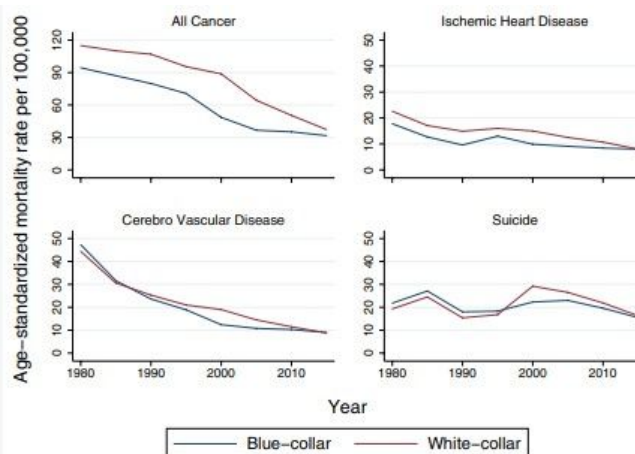 Age−standardized mortality rate per 100,000
All Cancer
120
90
60
30
0
Ischemic Heart Disease
50
40
30
20
10
0
Cerebro Vascular Disease
50
40
30
20
10
0
1980 1990 2000 2010
Suicide
50
40
30
20
10
0
1980 1990 2000 2010
Year
Blue−collar White−collar